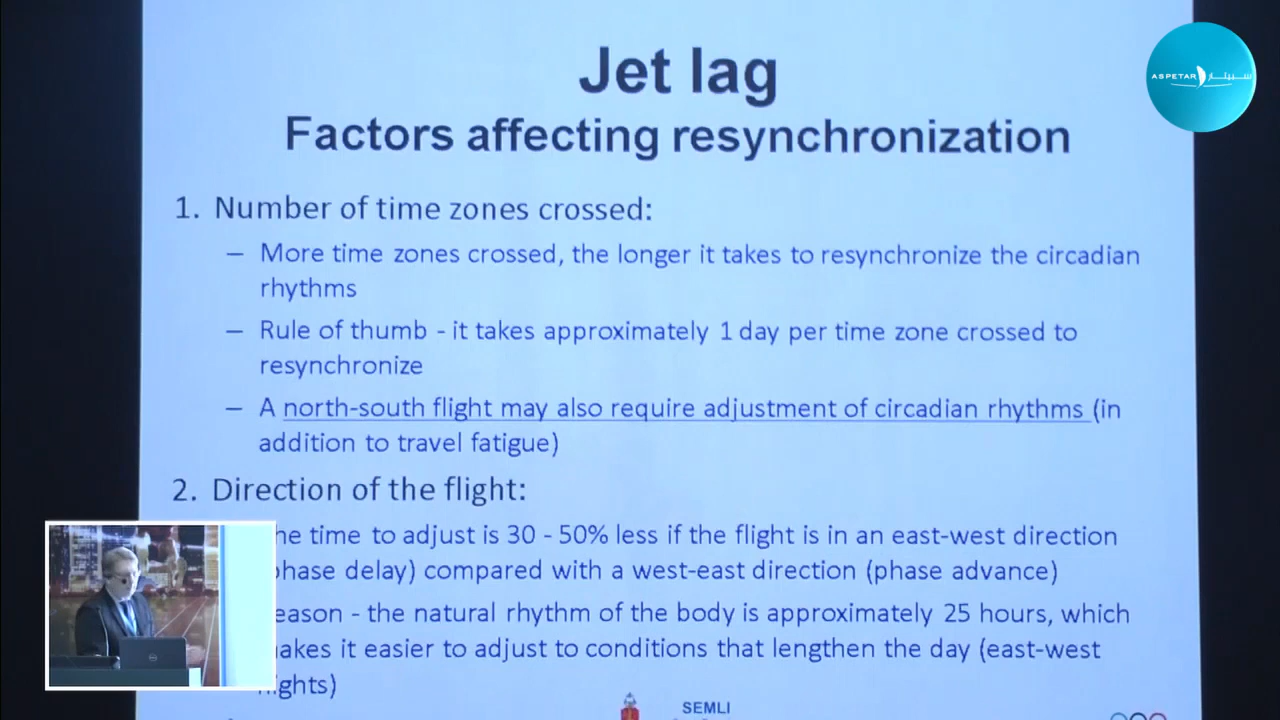 Jet lag
ASPETAR سبيتار
Factors affecting resynchronization
1. Number of time zones crossed:
– More time zones crossed, the longer it takes to resynchronize the circadian
rhythms
– Rule of thumb - it takes approximately 1 day per time zone crossed to
resynchronize
– A north-south flight may also require adjustment of circadian rhythms (in
addition to travel fatigue)
2. Direction of the flight:
he time to adjust is 30 - 50% less if the flight is in an east-west direction
phase delay) compared with a west-east direction (phase advance)
eason - the natural rhythm of the body is approximately 25 hours, which
akes it easier to adjust to conditions that lengthen the day (east-west
ights)
SEMLI